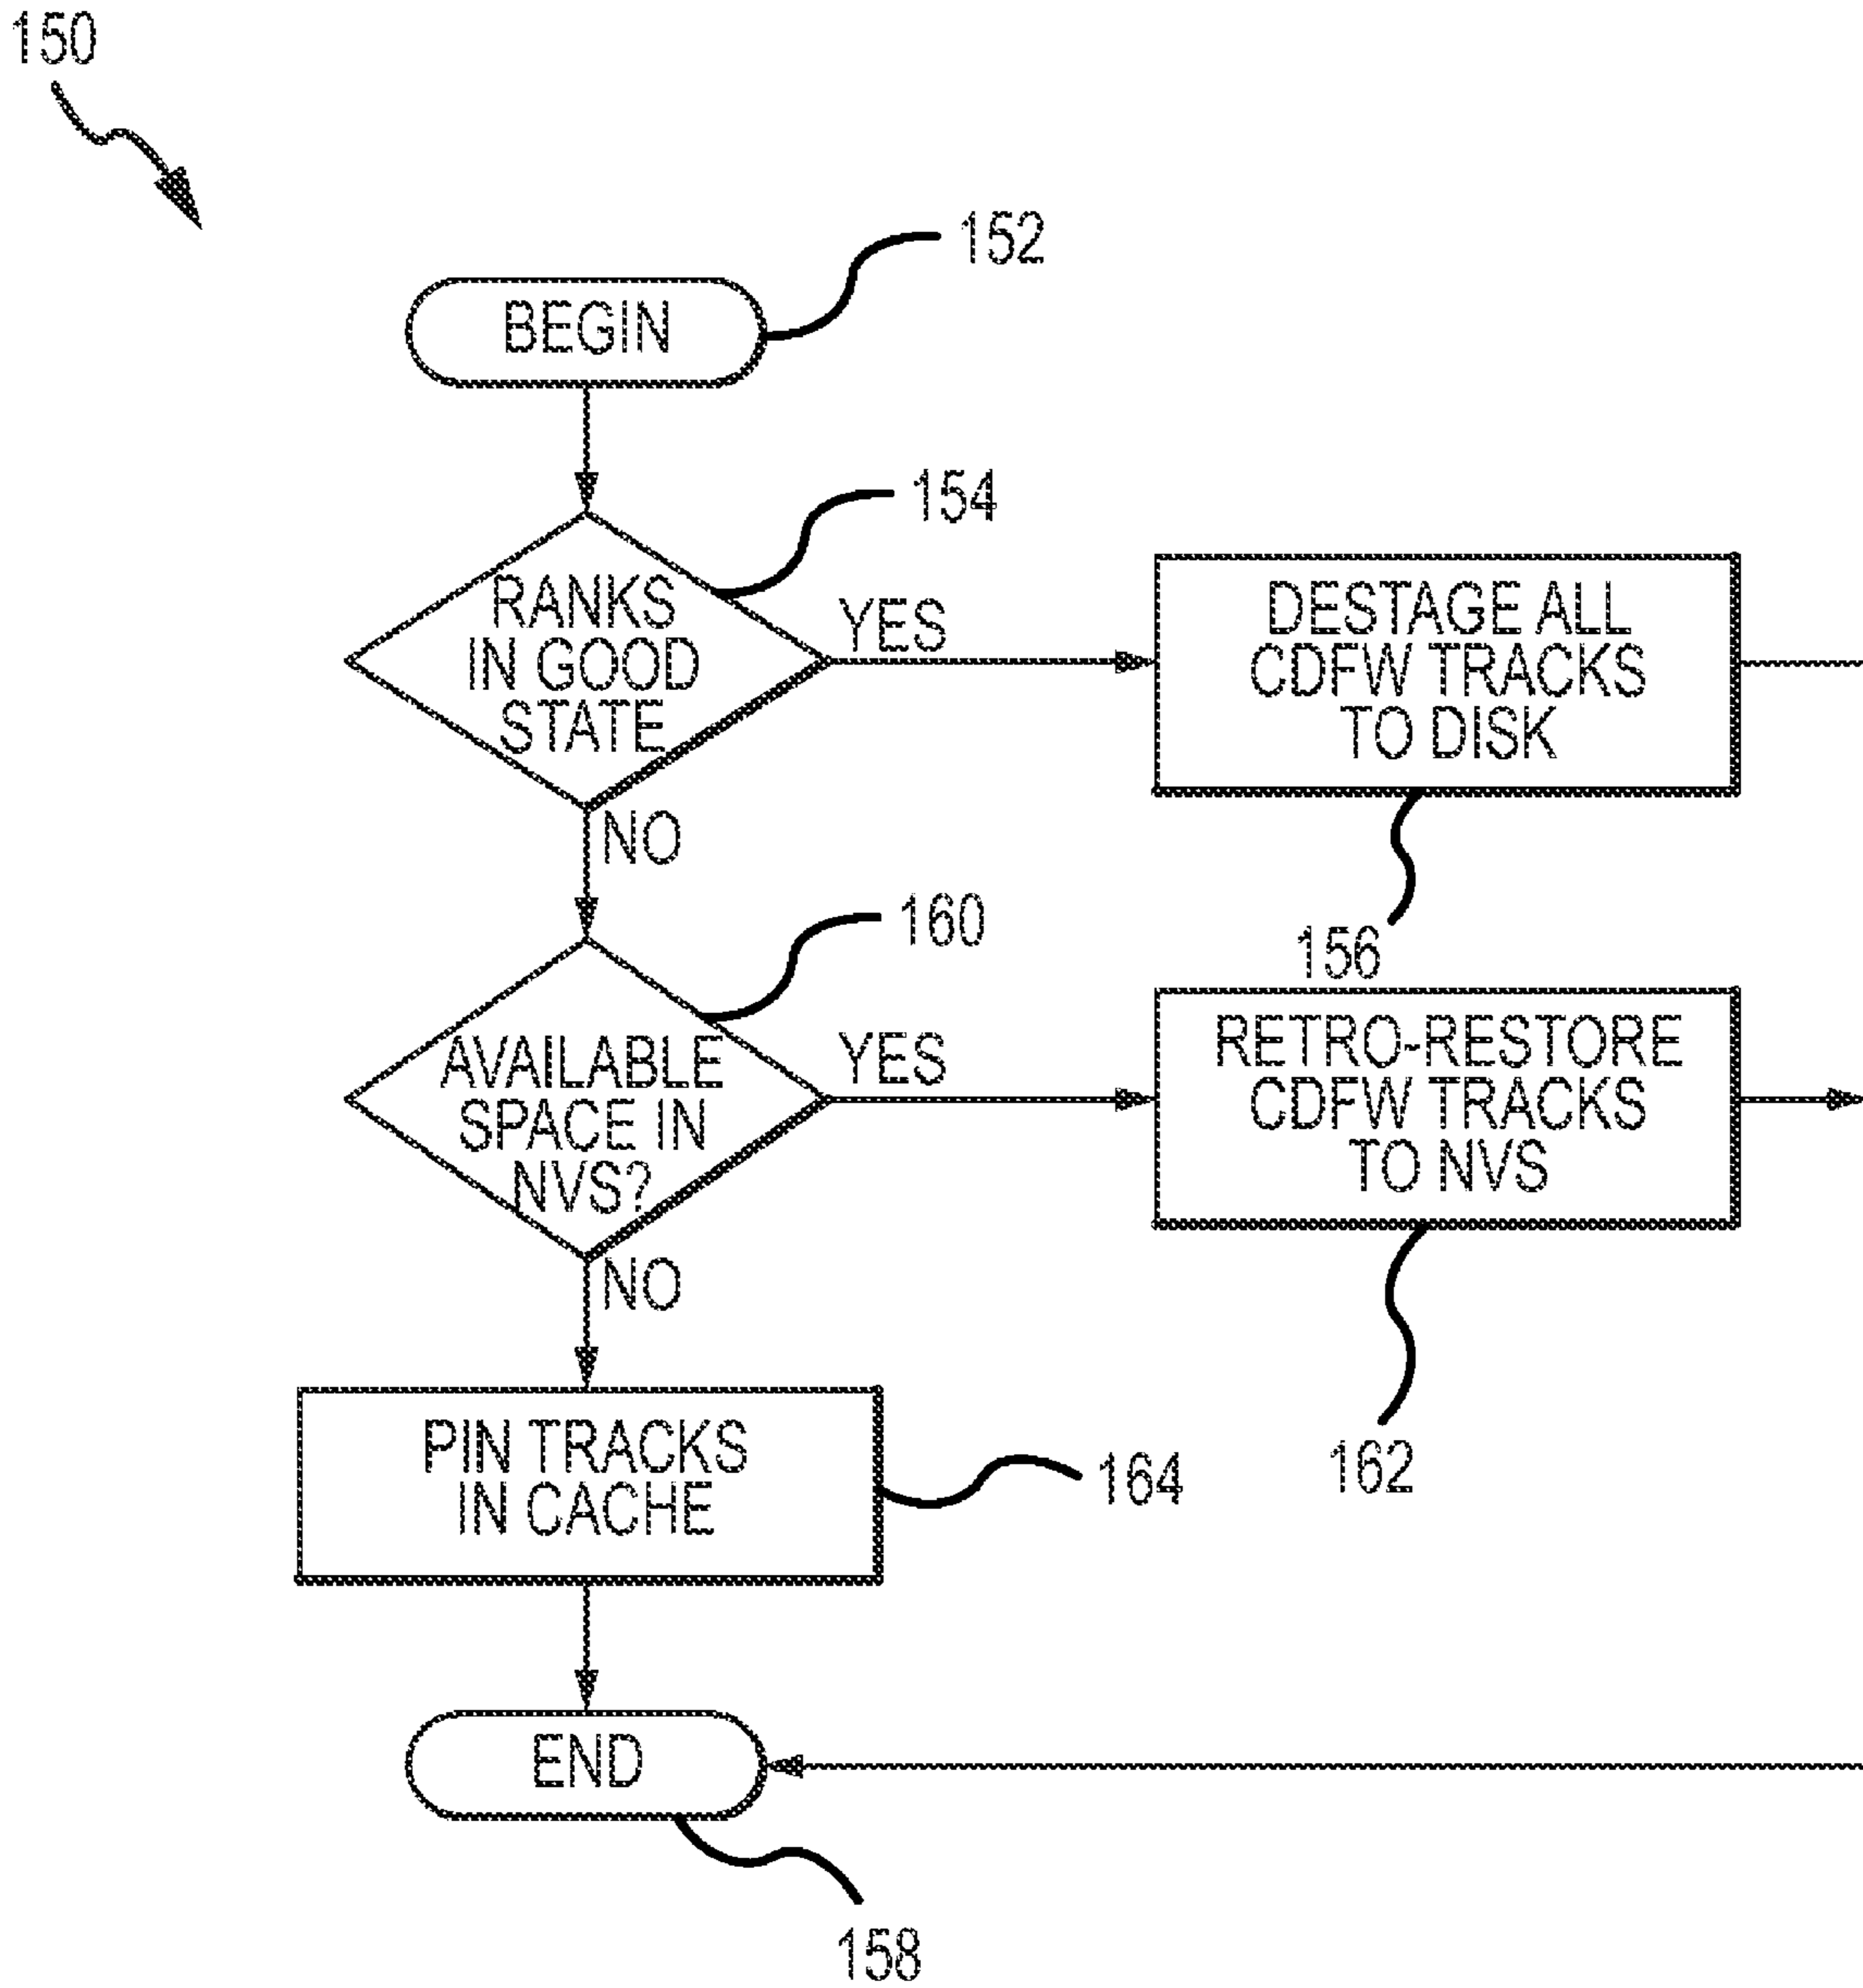 150
152
BEGIN
154
RANKS
IN GOOD
STATE
YES
DESTAGE ALL
CDFW TRACKS
TO DISK
NO
156
160
AVAILABLE
SPACE IN
NVS?
YES
RETRO-RESTORE
CDFW TRACKS
TO NVS
NO
162
PIN TRACKS
IN CACHE
164
END
158